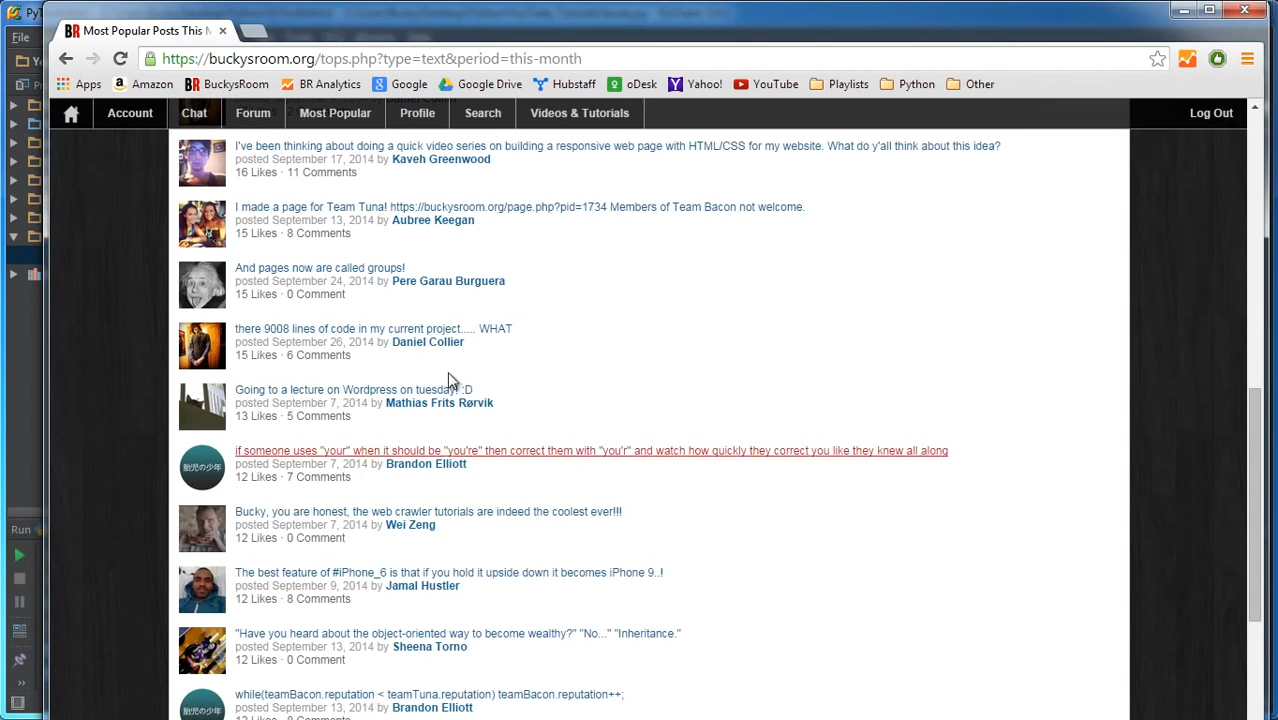 PyT
Most Popular Posts This M
File
https://buckysroom.org/tops.php?type=text&period=this-month
Apps Amazon BuckysRoom BR Analytics Google Google Drive Hubstaff oDesk Yahoo! YouTube Playlists Python Other
Account Chat Forum Most Popular Profile Search Videos & Tutorials Log Out
I've been thinking about doing a quick video series on building a responsive web page with HTML/CSS for my website. What do y'all think about this idea?
posted September 17, 2014 by Kaveh Greenwood
16 Likes · 11 Comments
I made a page for Team Tuna! https://buckysroom.org/page.php?pid=1734 Members of Team Bacon not welcome.
posted September 13, 2014 by Aubree Keegan
15 Likes · 8 Comments
And pages now are called groups!
posted September 24, 2014 by Pere Garau Burguera
15 Likes · 0 Comment
there 9008 lines of code in my current project..... WHAT
posted September 26, 2014 by Daniel Collier
15 Likes · 6 Comments
Going to a lecture on Wordpress on tuesday! :D
posted September 7, 2014 by Mathias Frits Rørvik
13 Likes · 5 Comments
if someone uses "your" when it should be "you're" then correct them with "you'r" and watch how quickly they correct you like they knew all along
posted September 7, 2014 by Brandon Elliott
胎児の少年
12 Likes · 7 Comments
Bucky, you are honest, the web crawler tutorials are indeed the coolest ever!!!
posted September 7, 2014 by Wei Zeng
12 Likes · 0 Comment
Run
The best feature of #iPhone_6 is that if you hold it upside down it becomes iPhone 9..!
posted September 9, 2014 by Jamal Hustler
12 Likes · 8 Comments
"Have you heard about the object-oriented way to become wealthy?" "No..." "Inheritance."
posted September 13, 2014 by Sheena Torno
12 Likes · 0 Comment
while(teamBacon.reputation < teamTuna.reputation) teamBacon.reputation++;
posted September 13, 2014 by Brandon Elliott
胎児の少年